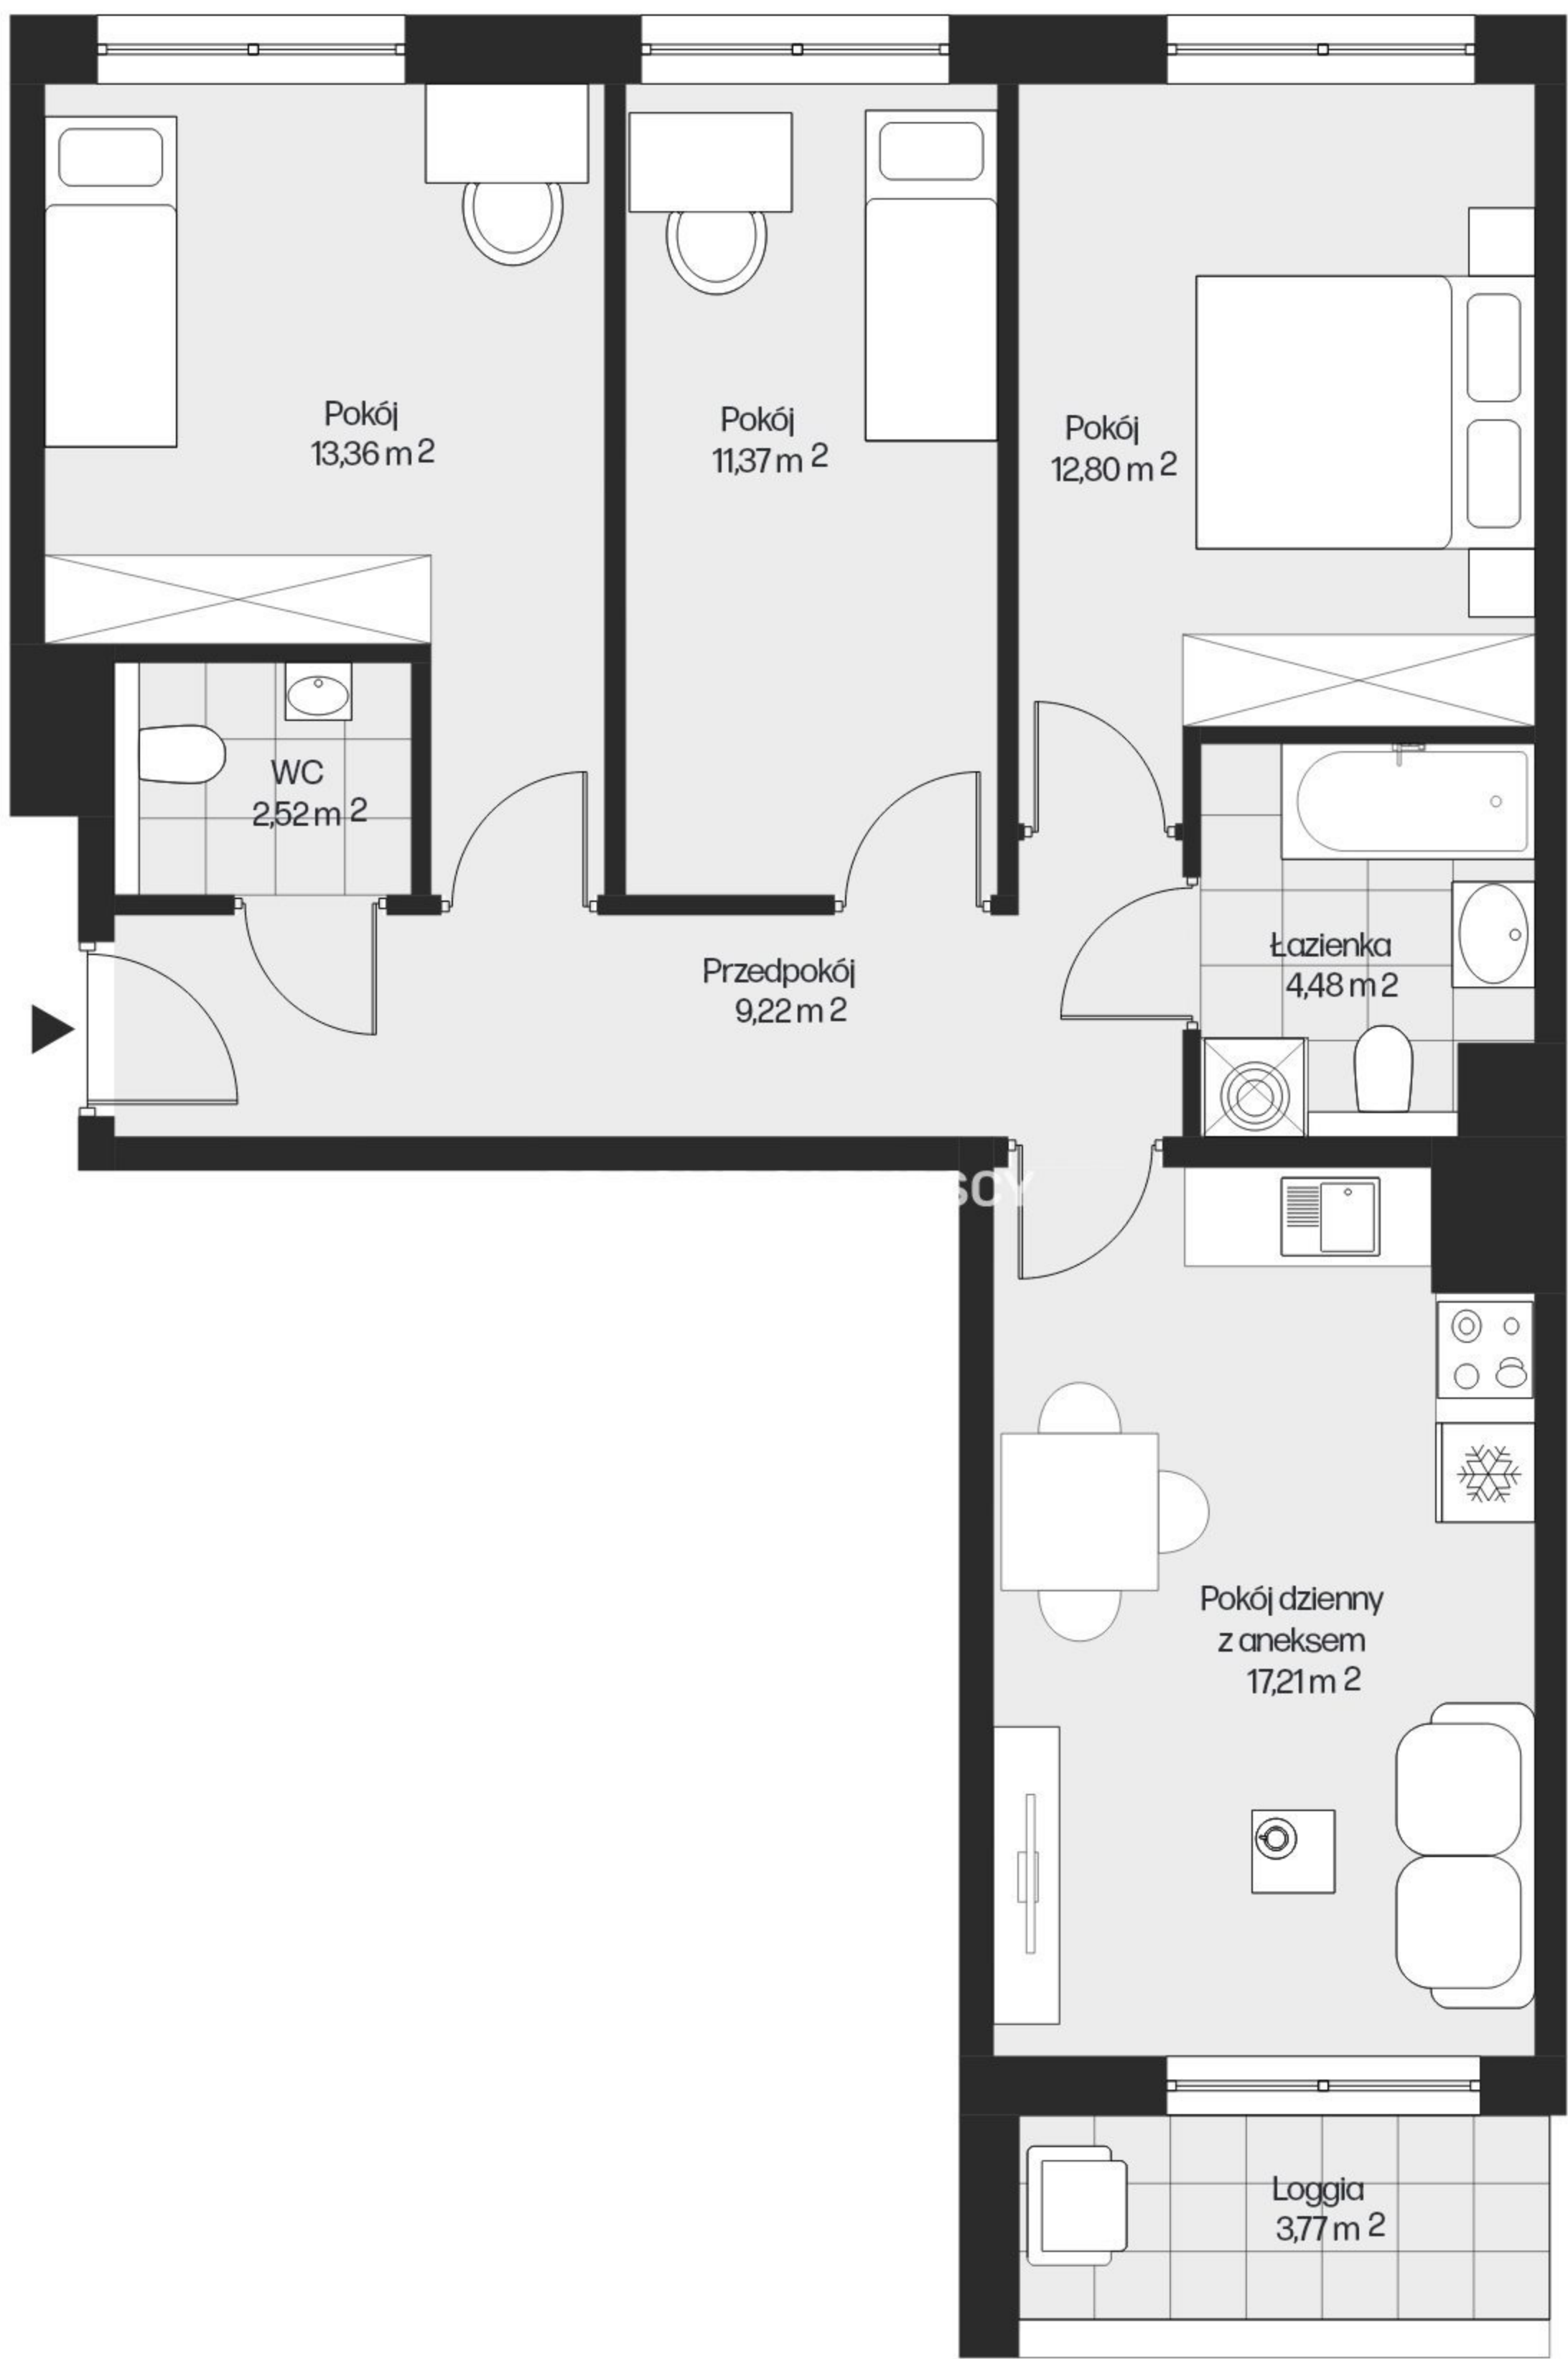 Pokój
13,36 m 2
Pokój
11,37 m 2
Pokój
12,80 m 2
WC
2,52 m 2
Przedpokój
9,22 m 2
Łazienka
4,48 m 2
Pokój dzienny
z aneksem
17,21 m 2
Loggia
3,77 m 2